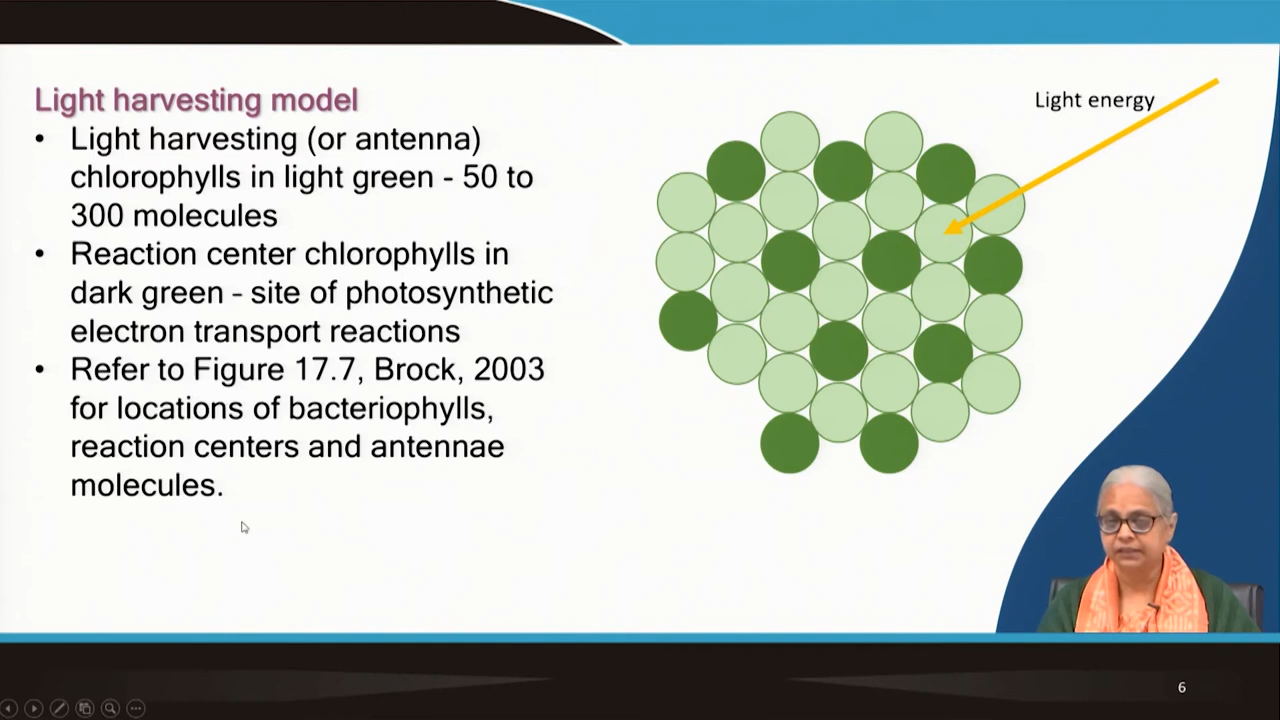 Light harvesting model
• Light harvesting (or antenna)
chlorophylls in light green - 50 to
300 molecules
• Reaction center chlorophylls in
dark green - site of photosynthetic
electron transport reactions
• Refer to Figure 17.7, Brock, 2003
for locations of bacteriophylls,
reaction centers and antennae
molecules.
Light energy
6